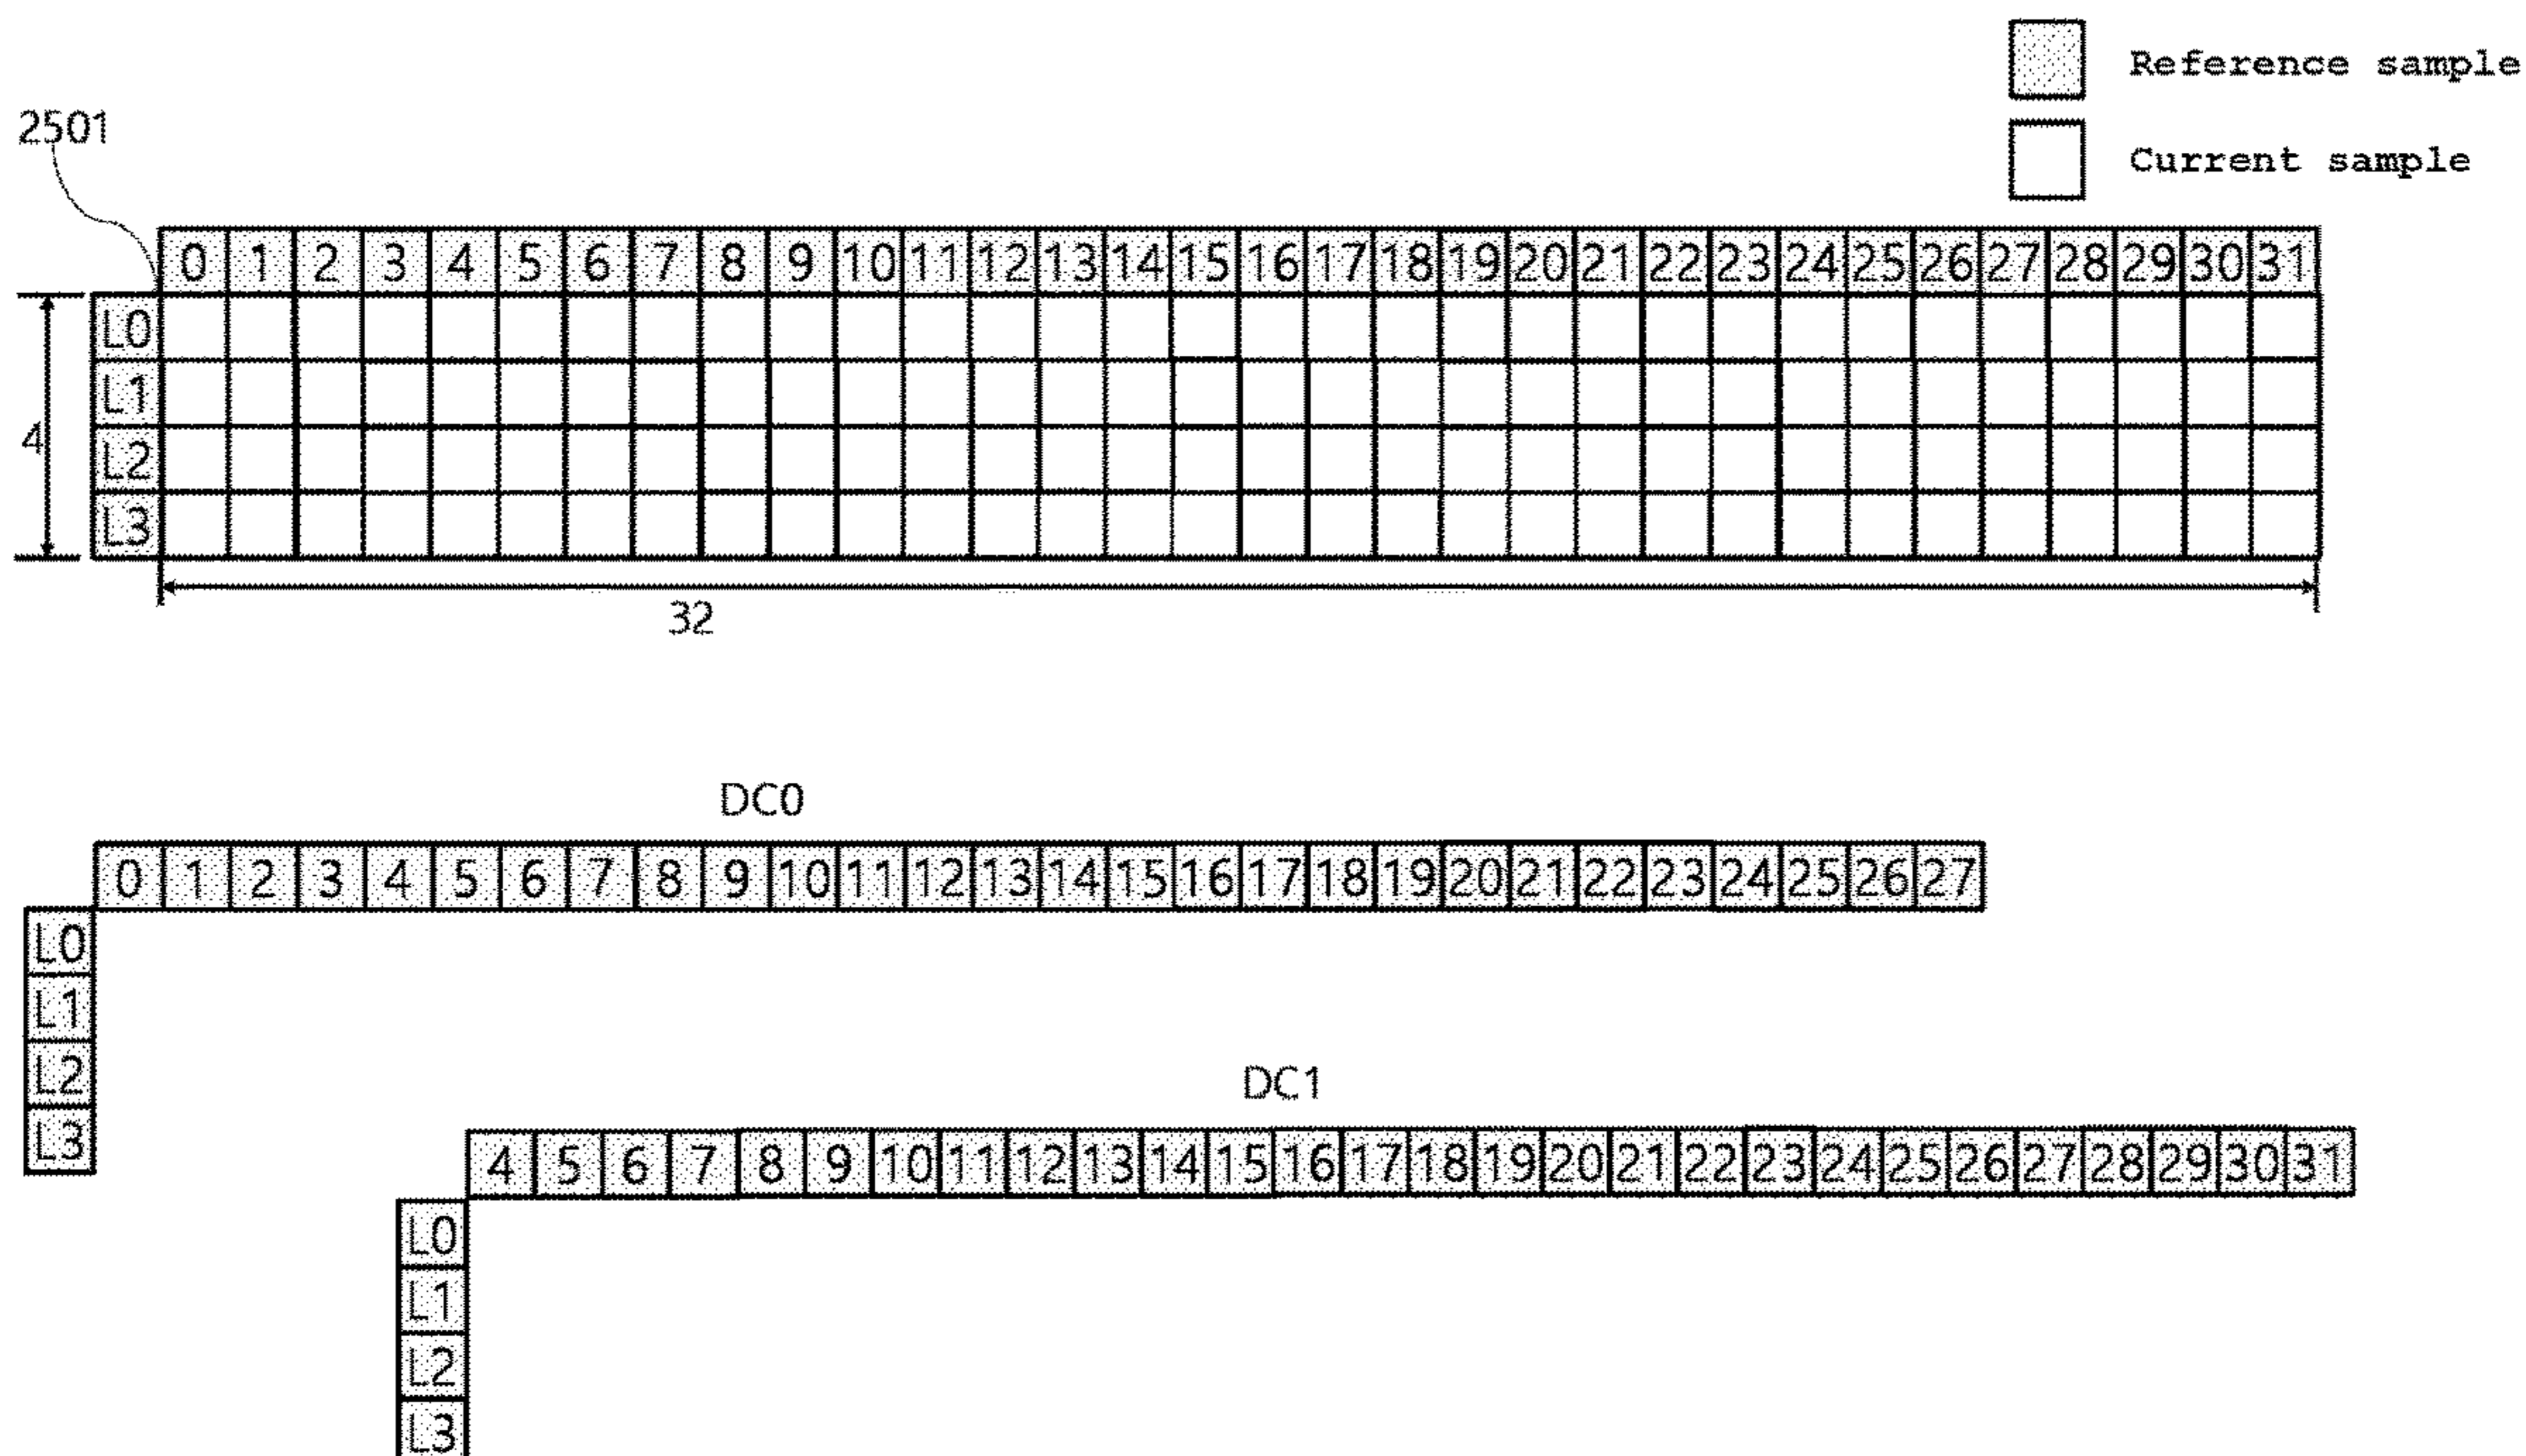 Reference sample
Current sample
2501
0 1 2 3 4 5 6 7 8 9 10 11 12 13 14 15 16 17 18 19 20 21 22 23 24 25 26 27 28 29 30 31
L0
L1
4
L2
L3
32
DC0
0 1 2 3 4 5 6 7 8 9 10 11 12 13 14 15 16 17 18 19 20 21 22 23 24 25 26 27
L0
L1
L2
L3
DC1
4 5 6 7 8 9 10 11 12 13 14 15 16 17 18 19 20 21 22 23 24 25 26 27 28 29 30 31
L0
L1
L2
L3